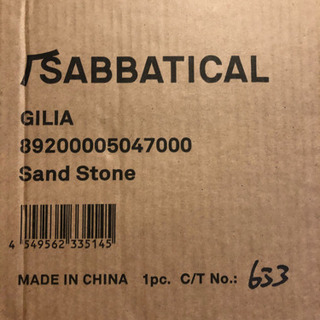 SABBATICAL
GILIA
89200005047000
Sand Stone
4 549562 335145
MADE IN CHINA 1pc. C/T No.: 633